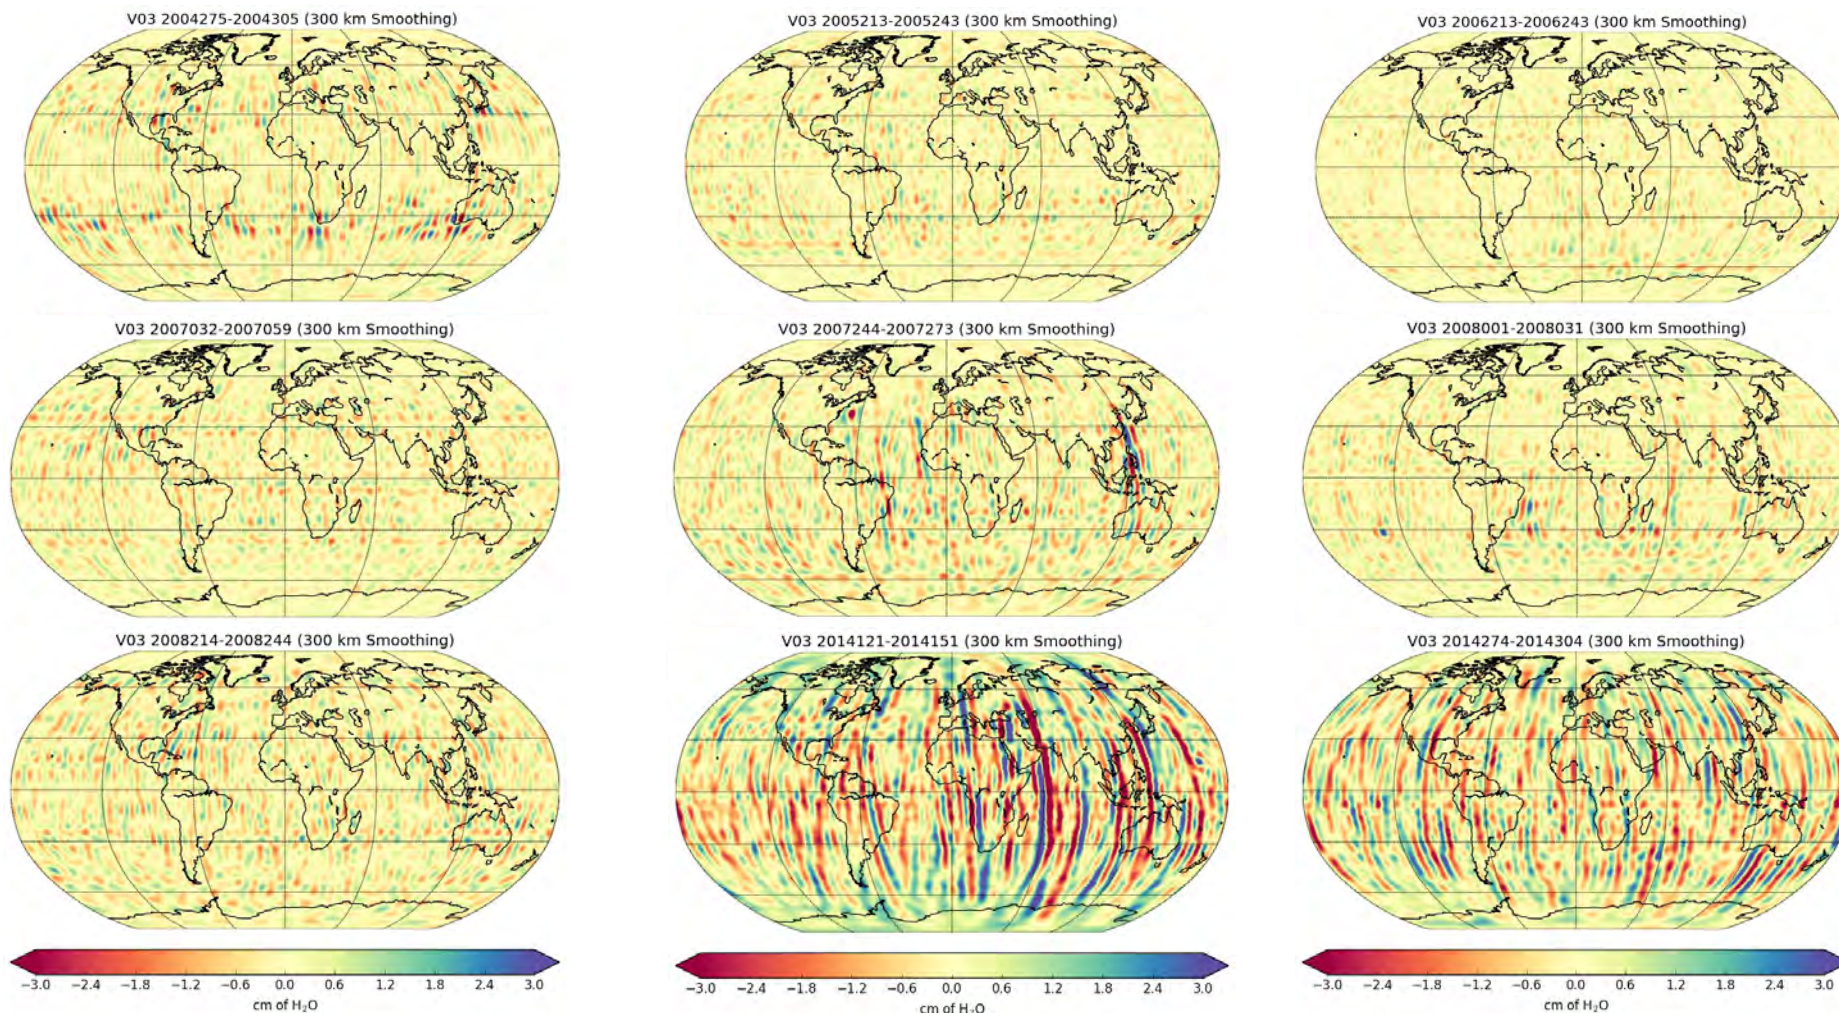 V03 2004275-2004305 (300 km Smoothing)
V03 2005213-2005243 (300 km Smoothing)
V03 2006213-2006243 (300 km Smoothing)
V03 2007032-2007059 (300 km Smoothing)
V03 2007244-2007273 (300 km Smoothing)
V03 2008001-2008031 (300 km Smoothing)
V03 2008214-2008244 (300 km Smoothing)
V03 2014121-2014151 (300 km Smoothing)
V03 2014274-2014304 (300 km Smoothing)
−3.0 −2.4 −1.8 −1.2 −0.6 0.0 0.6 1.2 1.8 2.4 3.0
cm of H₂O
−3.0 −2.4 −1.8 −1.2 −0.6 0.0 0.6 1.2 1.8 2.4 3.0
cm of H₂O
−3.0 −2.4 −1.8 −1.2 −0.6 0.0 0.6 1.2 1.8 2.4 3.0
cm of H₂O